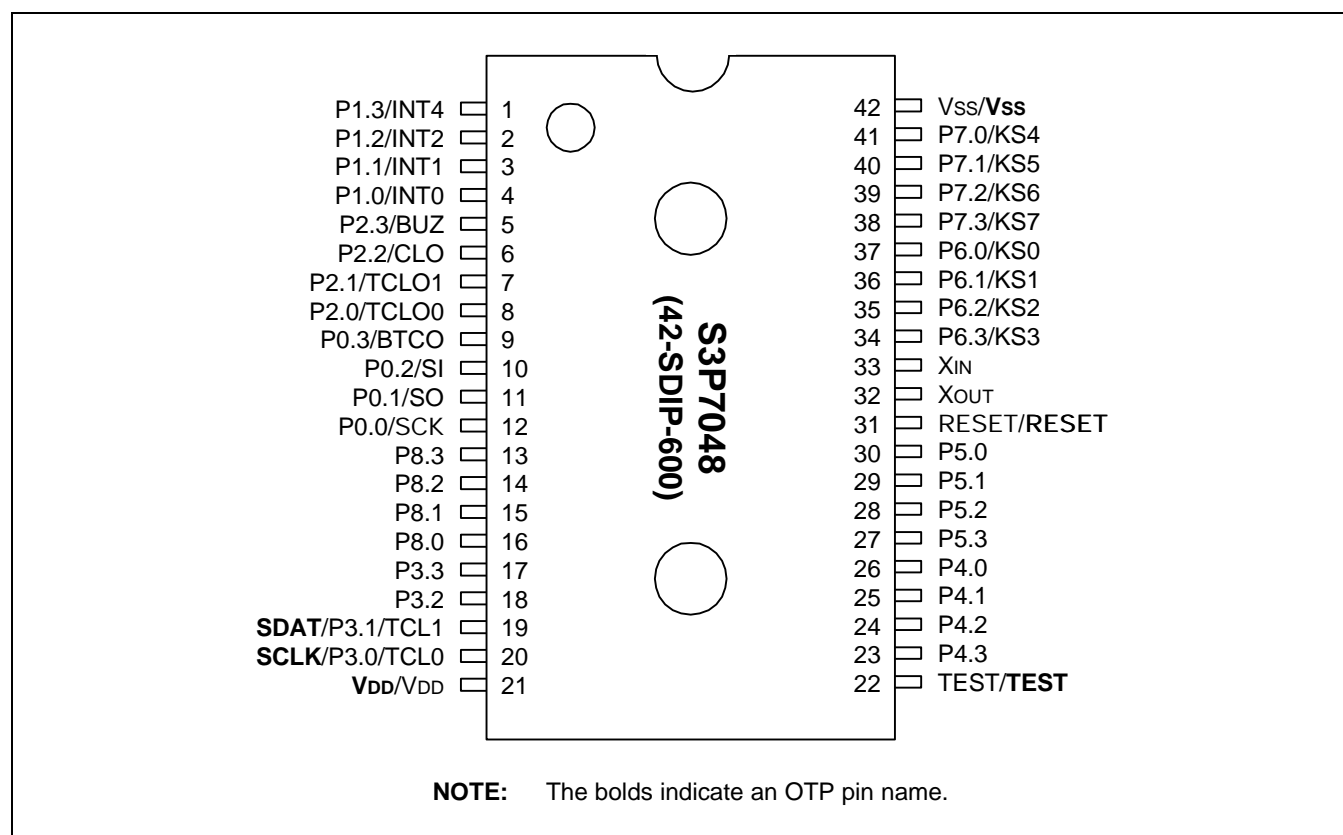 P1.3/INT4 1
P1.2/INT2 2
P1.1/INT1 3
P1.0/INT0 4
P2.3/BUZ 5
P2.2/CLO 6
P2.1/TCLO1 7
P2.0/TCLO0 8
P0.3/BTCO 9
P0.2/SI 10
P0.1/SO 11
P0.0/SCK 12
P8.3 13
P8.2 14
P8.1 15
P8.0 16
P3.3 17
P3.2 18
SDAT/P3.1/TCL1 19
SCLK/P3.0/TCL0 20
VDD/VDD 21
S3P7048
(42-SDIP-600)
42 VSS/VSS
41 P7.0/KS4
40 P7.1/KS5
39 P7.2/KS6
38 P7.3/KS7
37 P6.0/KS0
36 P6.1/KS1
35 P6.2/KS2
34 P6.3/KS3
33 XIN
32 XOUT
31 RESET/RESET
30 P5.0
29 P5.1
28 P5.2
27 P5.3
26 P4.0
25 P4.1
24 P4.2
23 P4.3
22 TEST/TEST
NOTE: The bolds indicate an OTP pin name.